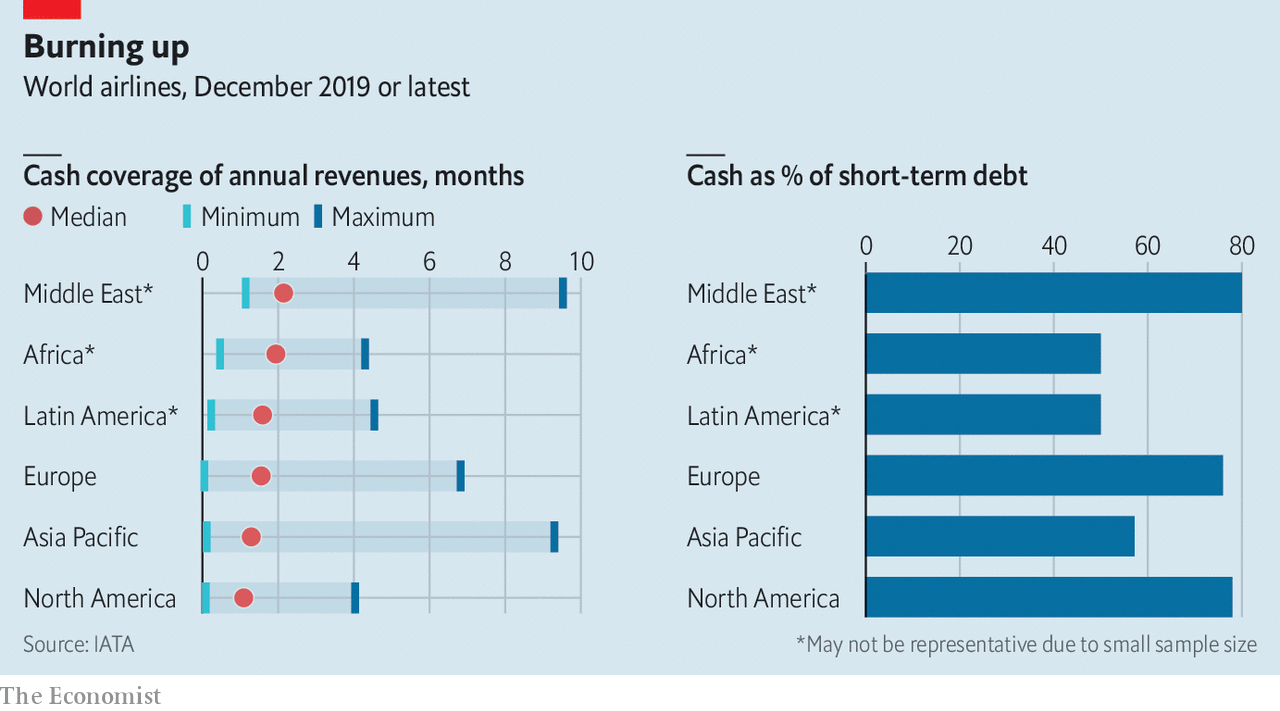 Burning up
World airlines, December 2019 or latest
Cash coverage of annual revenues, months
Median Minimum Maximum
0 2 4 6 8 10
Middle East*
Africa*
Latin America*
Europe
Asia Pacific
North America
Source: IATA
Cash as % of short-term debt
0 20 40 60 80
Middle East*
Africa*
Latin America*
Europe
Asia Pacific
North America
*May not be representative due to small sample size
The Economist